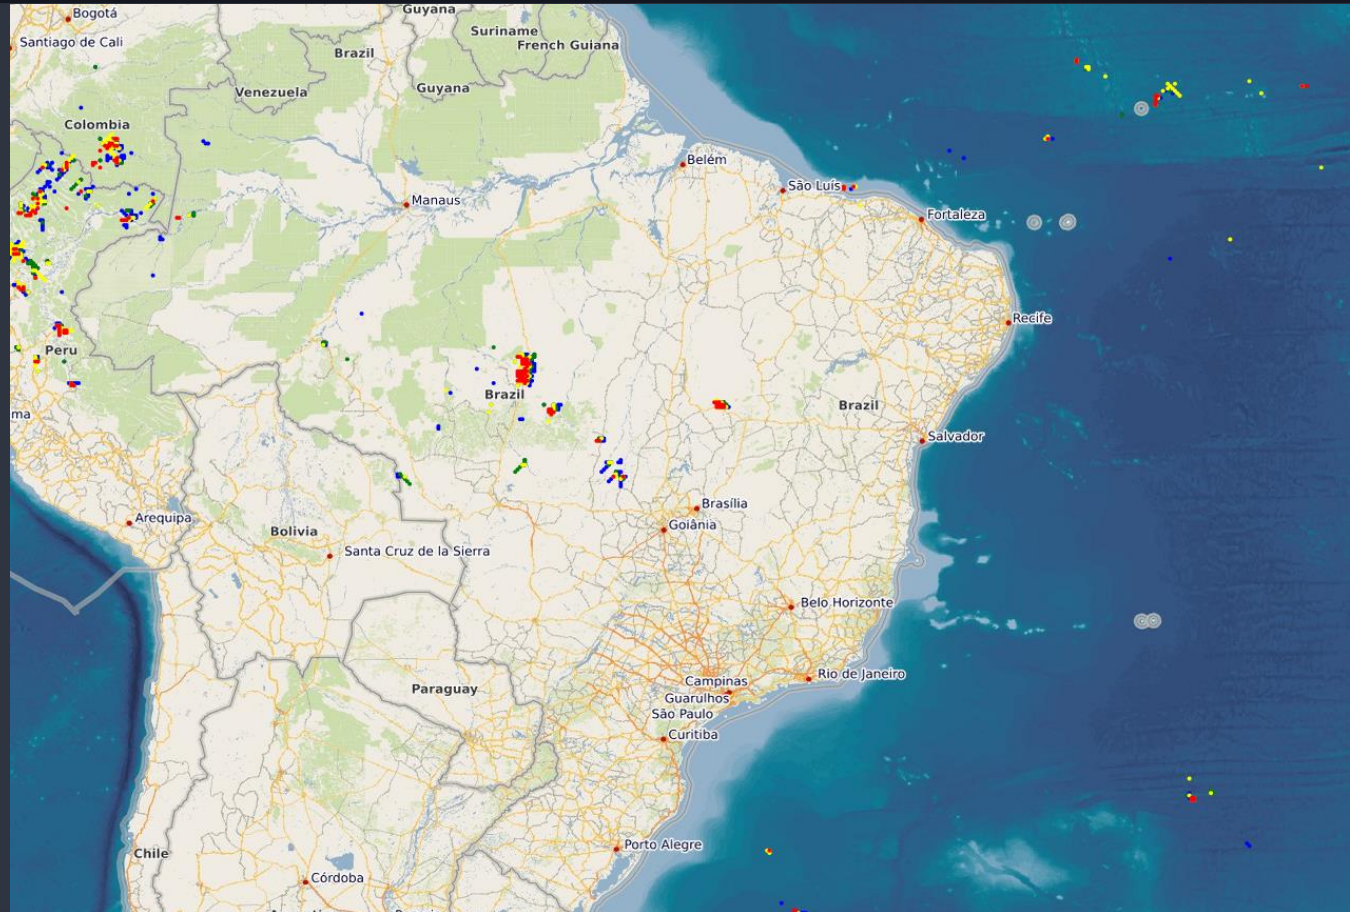 Bogotá
Guyana
Santiago de Cali
Suriname
French Guiana
Brazil
Venezuela
Guyana
Colombia
Belém
São Luís
Manaus
Fortaleza
Recife
Peru
Brazil
Brazil
ma
Salvador
Brasília
Arequipa
Goiânia
Bolivia
Santa Cruz de la Sierra
Belo Horizonte
Rio de Janeiro
Campinas
Paraguay
Guarulhos
São Paulo
Curitiba
Porto Alegre
Chile
Córdoba